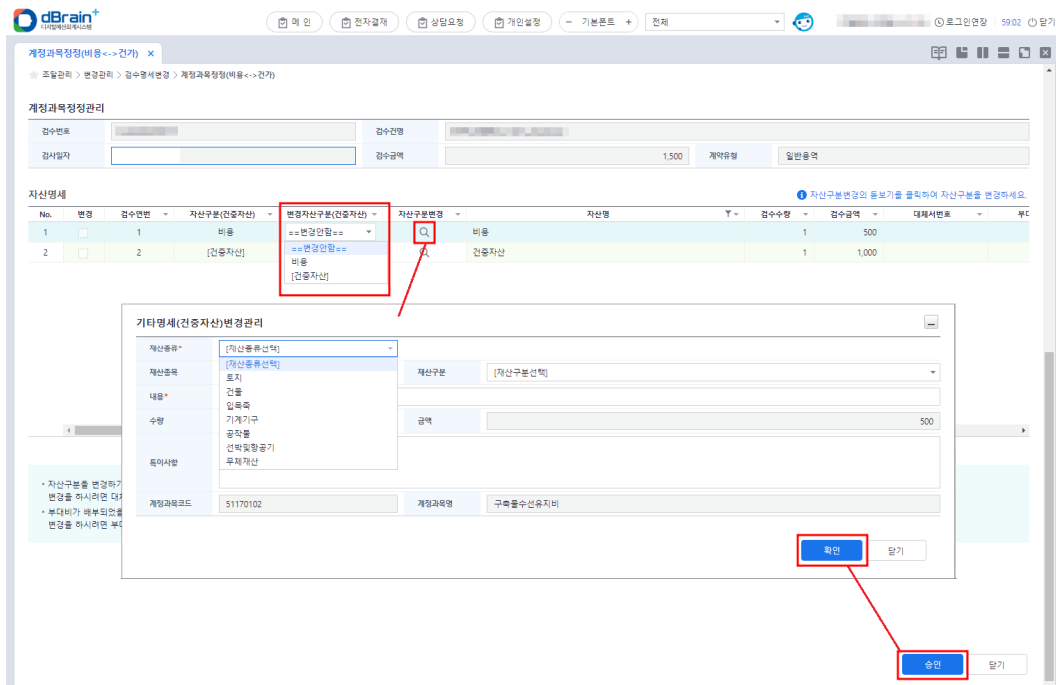 dBrain+
디지털예산회계시스템
메 인 전자결재 상담요청 개인설정 - 기본폰트 + 전체 로그인연장 59:02 닫기
계정과목정정(비용<->건가) ×
조달관리 > 변경관리 > 검수명세변경 > 계정과목정정(비용<->건가)
계정과목정정관리
검수번호 검수건명
검사일자 검수금액 1,500 계약유형 일반용역
자산명세 자산구분변경의 돋보기를 클릭하여 자산구분을 변경하세요.
No. 변경 검수연번 자산구분(건중자산) 변경자산구분(건중자산) 자산구분변경 자산명 검수수량 검수금액 대체서번호 부대
1 1 비용 ==변경안함== 비용 1 500
2 2 [건중자산] 건중자산 1 1,000
==변경안함==
비용
[건중자산]
기타명세(건중자산)변경관리
재산종류* [재산종류선택]
재산종목 재산구분 [재산구분선택]
내용*
수량 금액 500
특이사항
[재산종류선택]
토지
건물
입목죽
기계기구
공작물
선박및항공기
무체재산
계정과목코드 51170102 계정과목명 구축물수선유지비
확인 닫기
• 자산구분을 변경하기
변경을 하시려면 대체
• 부대비가 배부되었을
변경을 하시려면 부대
승인 닫기